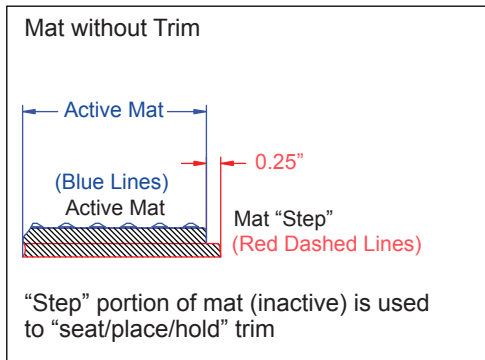 Mat without Trim
Active Mat
0.25”
(Blue Lines)
Active Mat
Mat “Step”
(Red Dashed Lines)
“Step” portion of mat (inactive) is used
to “seat/place/hold” trim